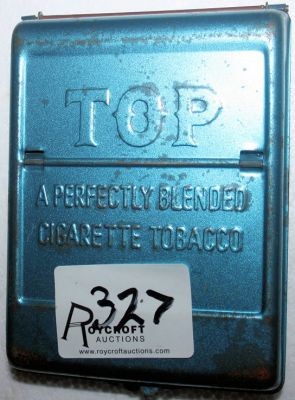 TOP
A PERFECTLY BLENDED
CIGARETTE TOBACCO
R 327
ROYCROFT
AUCTIONS
www.roycroftauctions.com